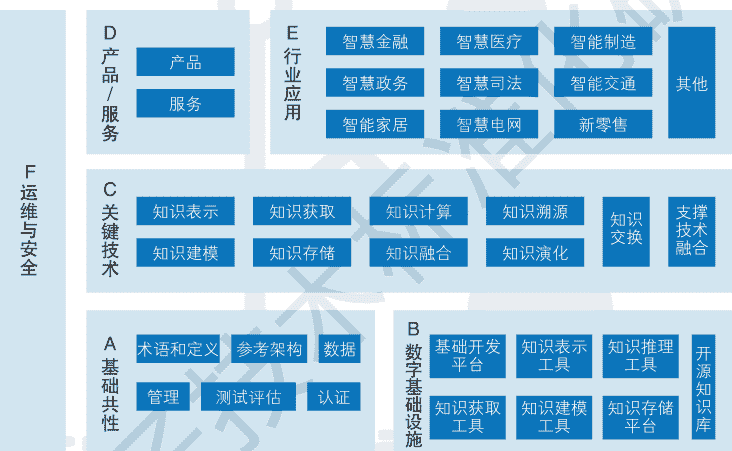 F
运维与安全
D
产品/服务
产品
服务
E
行业应用
智慧金融
智慧医疗
智能制造
智慧政务
智慧司法
智能交通
智能家居
智慧电网
新零售
其他
C
关键技术
知识表示
知识获取
知识计算
知识溯源
知识建模
知识存储
知识融合
知识演化
知识
交换
支撑
技术
融合
A
基础共性
术语和定义
参考架构
数据
管理
测试评估
认证
B
数字基础设施
基础开发
平台
知识表示
工具
知识推理
工具
知识获取
工具
知识建模
工具
知识存储
平台
开源知识库
技术标准化研